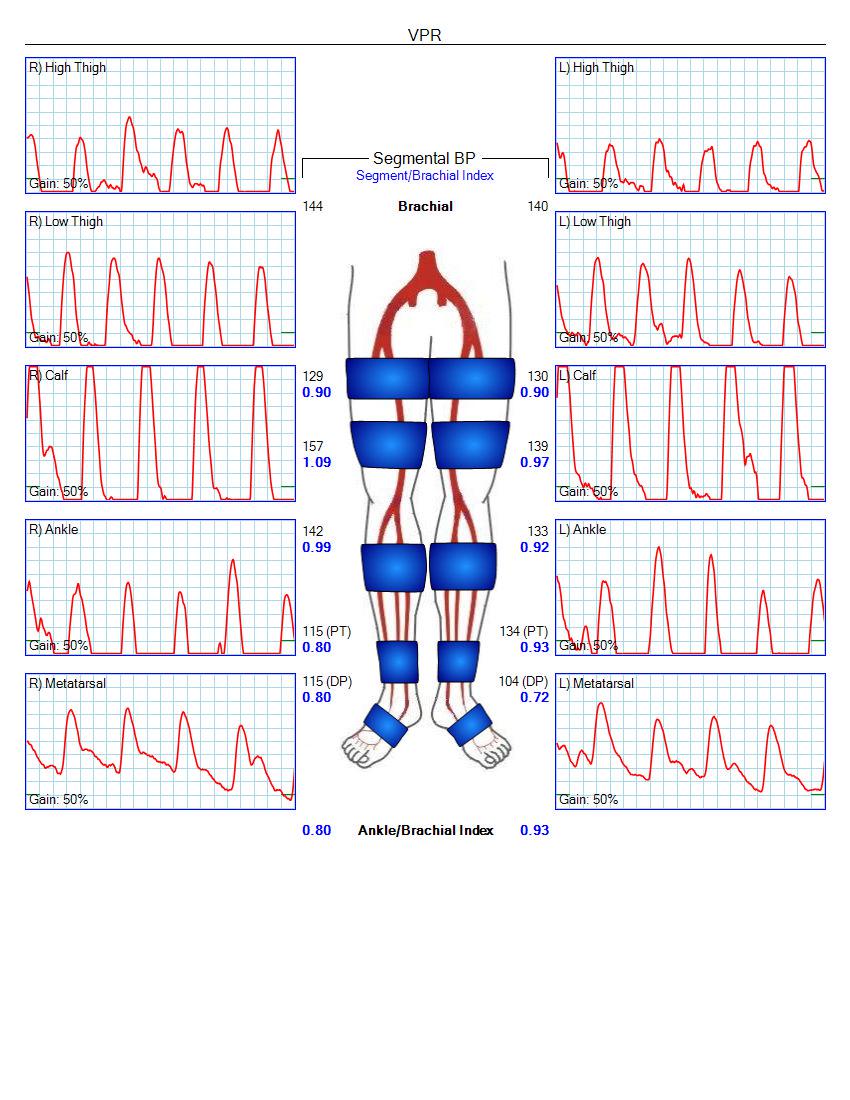 VPR
R) High Thigh
Gain: 50%
L) High Thigh
Gain: 50%
Segmental BP
Segment/Brachial Index
144 Brachial 140
R) Low Thigh
Gain: 50%
L) Low Thigh
Gain: 50%
R) Calf
Gain: 50%
129
0.90
130
0.90
L) Calf
Gain: 50%
157
1.09
139
0.97
R) Ankle
Gain: 50%
142
0.99
133
0.92
L) Ankle
Gain: 50%
115 (PT)
0.80
134 (PT)
0.93
R) Metatarsal
Gain: 50%
115 (DP)
0.80
104 (DP)
0.72
L) Metatarsal
Gain: 50%
0.80 Ankle/Brachial Index 0.93